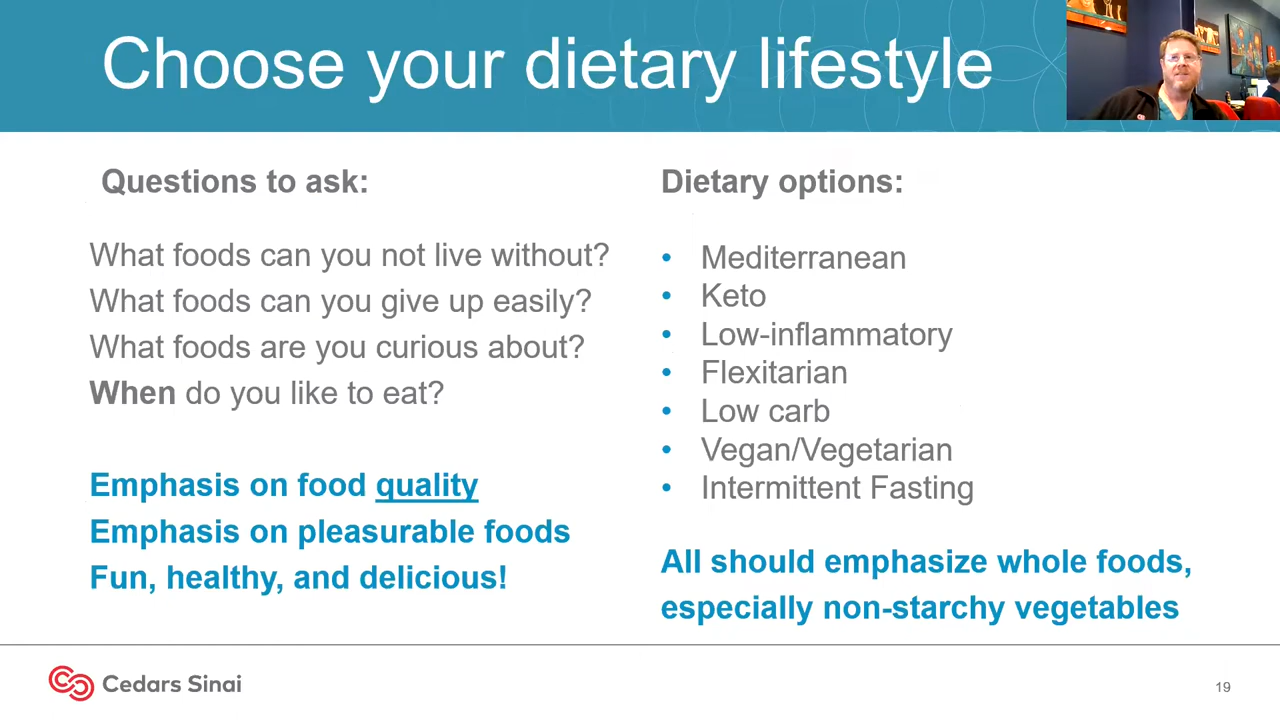 Choose your dietary lifestyle
Questions to ask:
What foods can you not live without?
What foods can you give up easily?
What foods are you curious about?
When do you like to eat?
Emphasis on food quality
Emphasis on pleasurable foods
Fun, healthy, and delicious!
Dietary options:
• Mediterranean
• Keto
• Low-inflammatory
• Flexitarian
• Low carb
• Vegan/Vegetarian
• Intermittent Fasting
All should emphasize whole foods,
especially non-starchy vegetables
Cedars Sinai
19